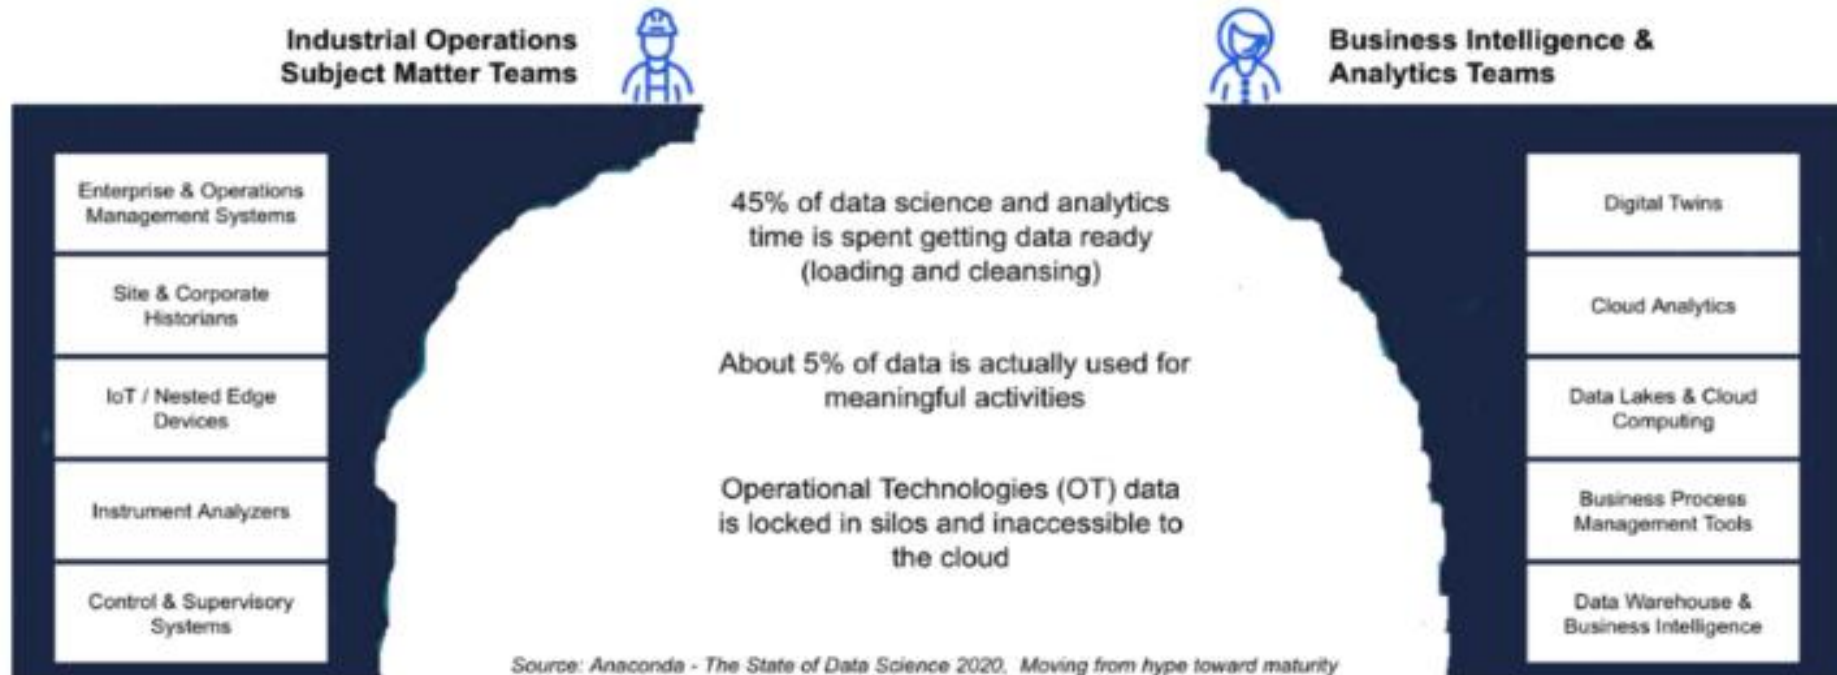 Industrial Operations
Subject Matter Teams
Business Intelligence &
Analytics Teams
Enterprise & Operations
Management Systems
Site & Corporate
Historians
IoT / Nested Edge
Devices
Instrument Analyzers
Control & Supervisory
Systems
45% of data science and analytics
time is spent getting data ready
(loading and cleansing)
About 5% of data is actually used for
meaningful activities
Operational Technologies (OT) data
is locked in silos and inaccessible to
the cloud
Digital Twins
Cloud Analytics
Data Lakes & Cloud
Computing
Business Process
Management Tools
Data Warehouse &
Business Intelligence
Source: Anaconda - The State of Data Science 2020, Moving from hype toward maturity